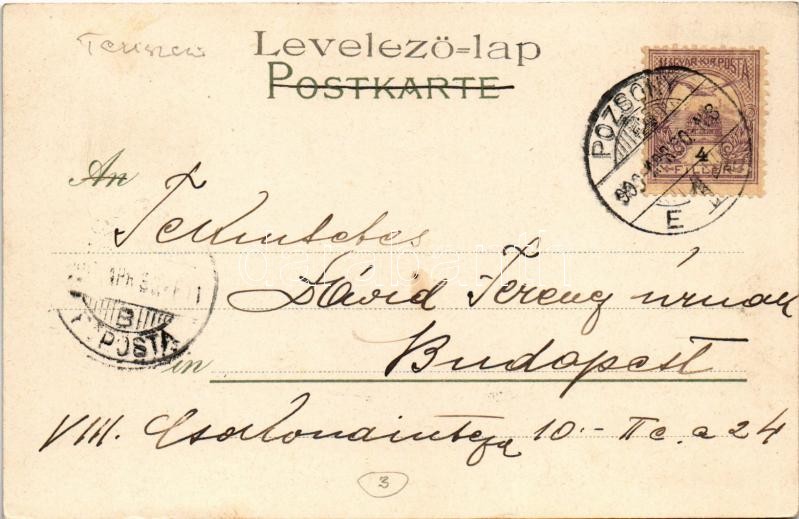 Levelező=lap
POSTKARTE
MAGYAR KIR. POSTA
4
FILLÉR
POZSONY
E
An
Tekintetes
Dávid Ferenc úrnak
Budapest
in
B
POSTA
VIII. Csokonai utcza 10.- II e. a 24
3